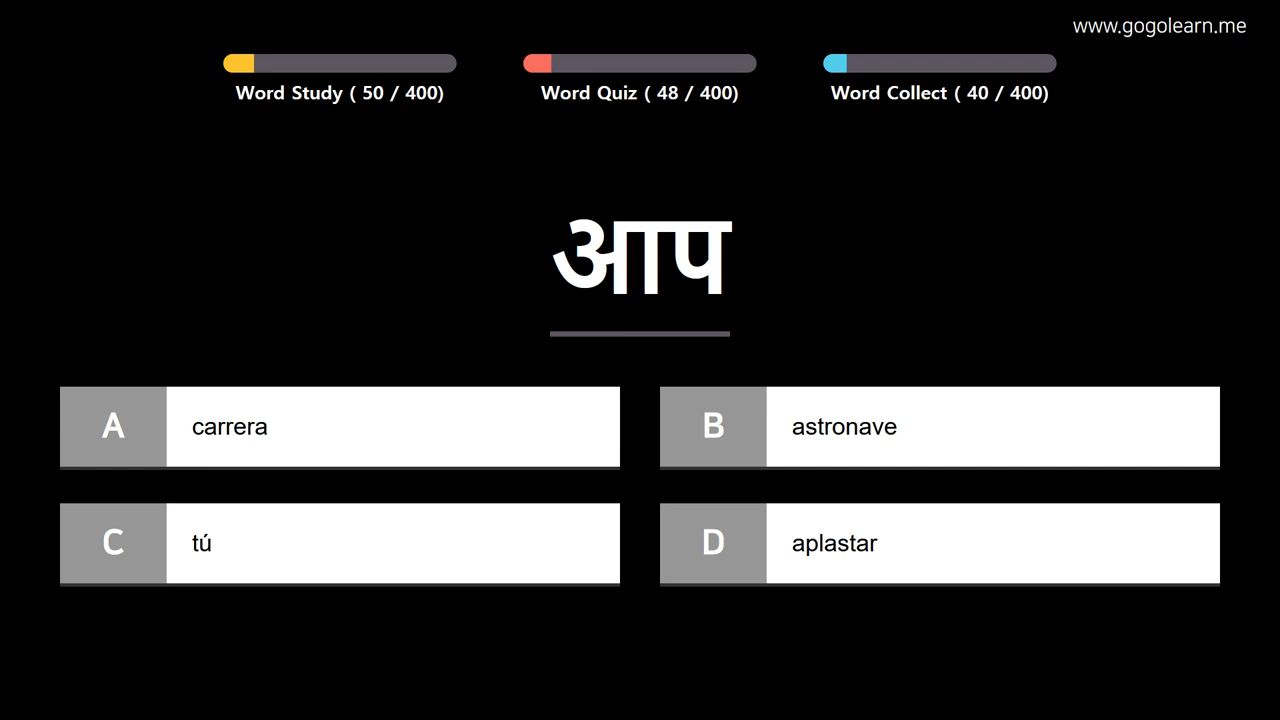 www.gogolearn.me
Word Study ( 50 / 400)
Word Quiz ( 48 / 400)
Word Collect ( 40 / 400)
आप
A carrera
B astronave
C tú
D aplastar